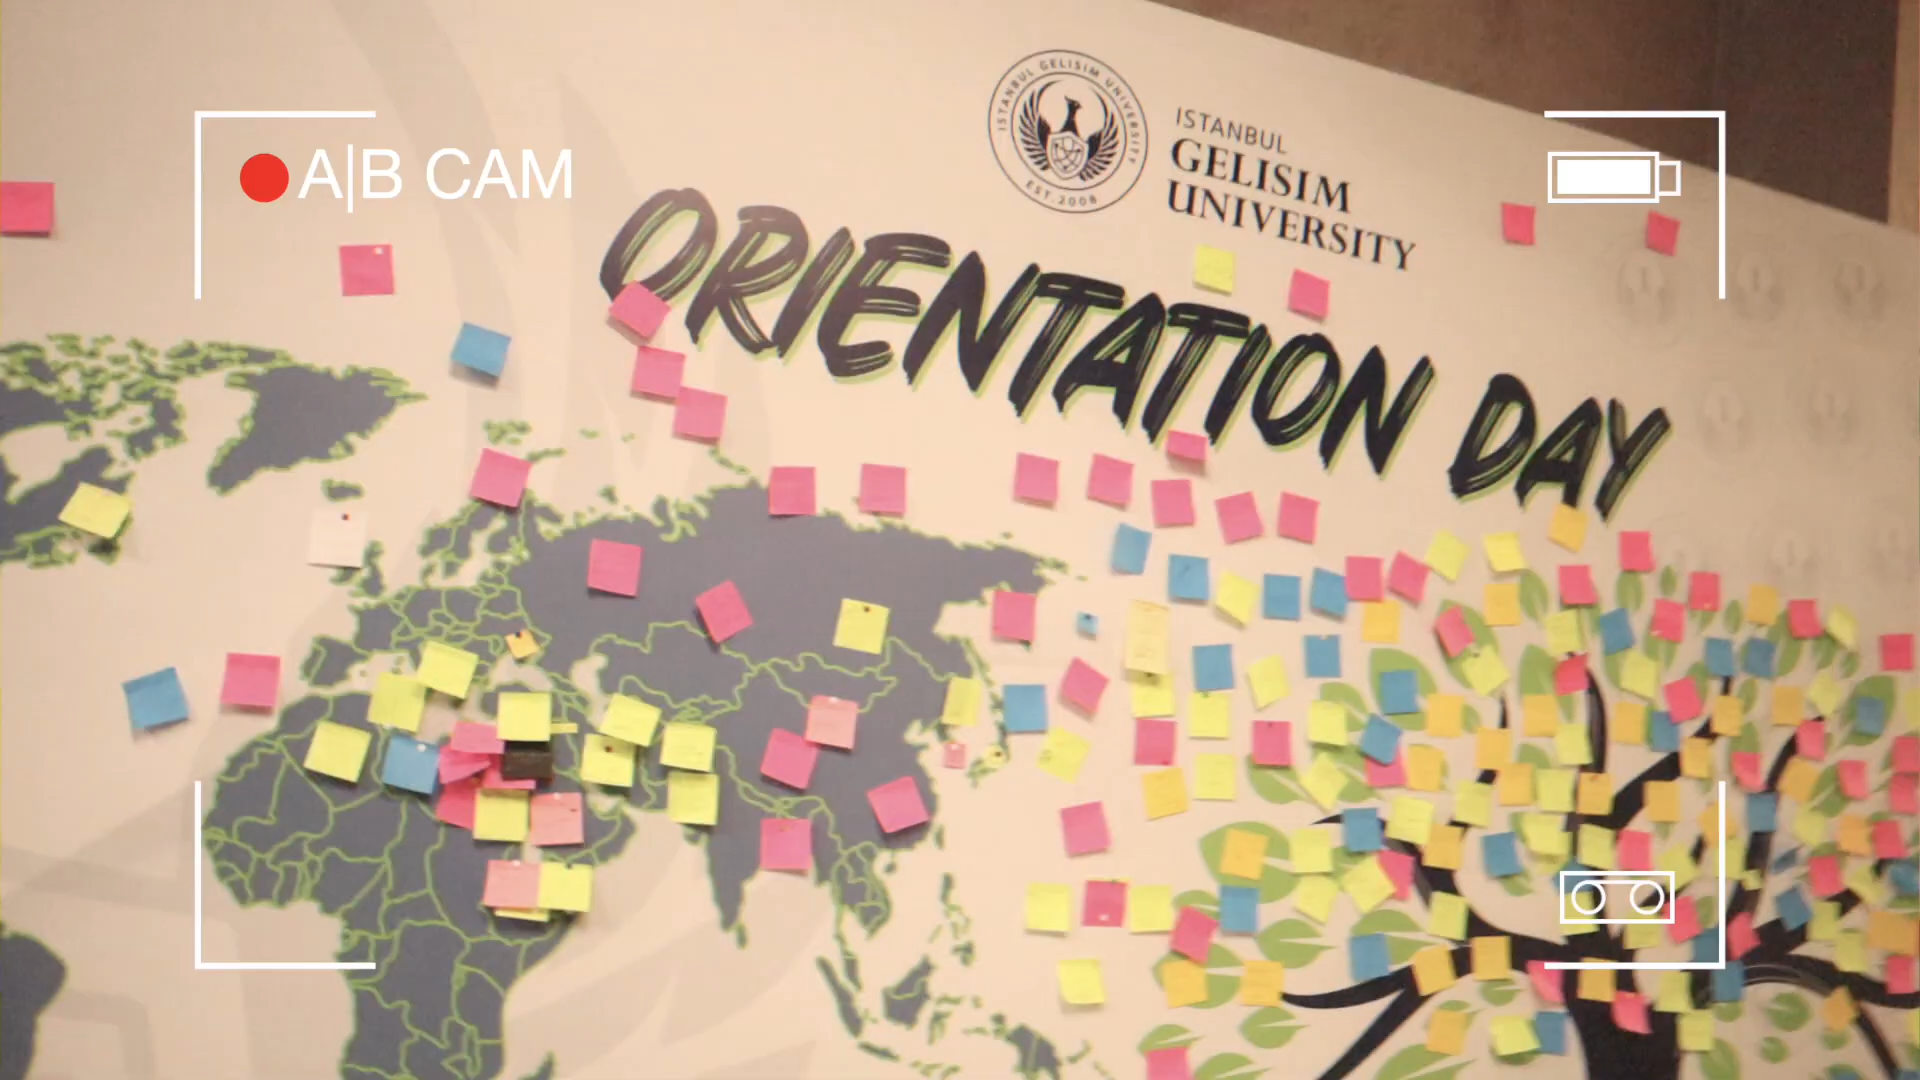 A|B CAM
ISTANBUL GELISIM UNIVERSITY
EST. 2008
ISTANBUL
GELISIM
UNIVERSITY
ORIENTATION DAY